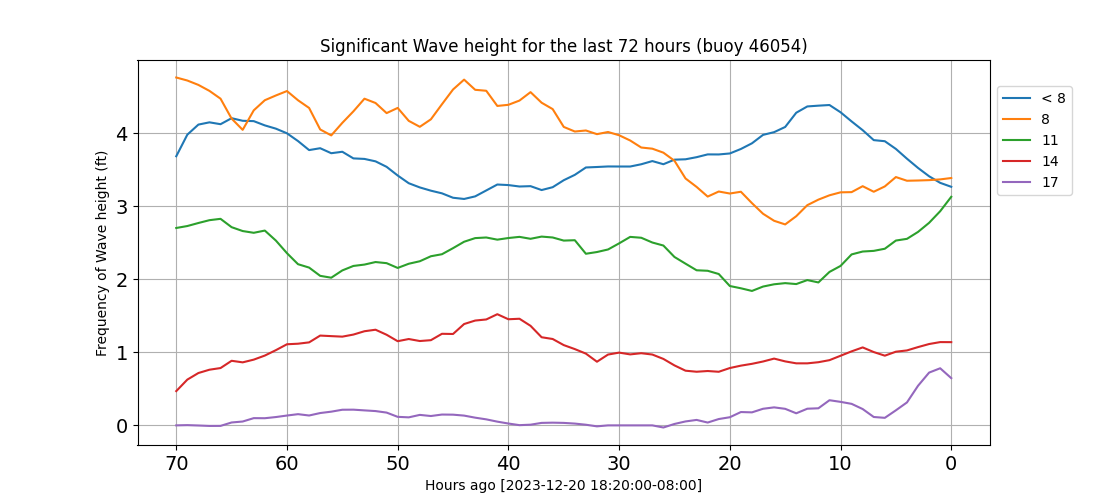 Significant Wave height for the last 72 hours (buoy 46054)
Frequency of Wave height (ft)
4
3
2
1
0
70 60 50 40 30 20 10 0
Hours ago [2023-12-20 18:20:00-08:00]
< 8
8
11
14
17